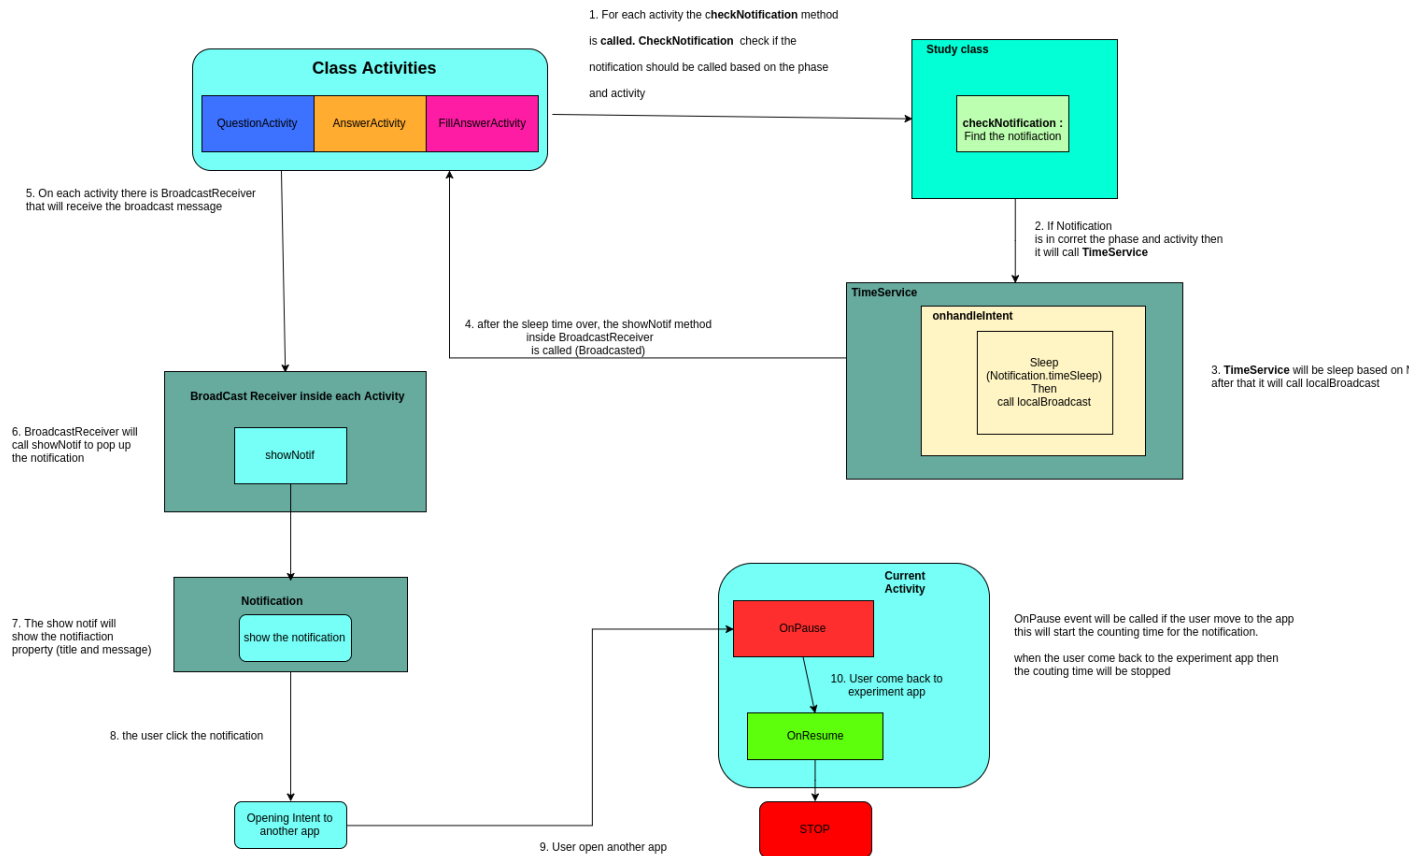 1. For each activity the checkNotification method
is called. CheckNotification check if the
notification should be called based on the phase
and activity
Class Activities
QuestionActivity
AnswerActivity
FillAnswerActivity
Study class
checkNotification :
Find the notifiaction
5. On each activity there is BroadcastReceiver
that will receive the broadcast message
2. If Notification
is in corret the phase and activity then
it will call TimeService
TimeService
onhandleIntent
Sleep
(Notification.timeSleep)
Then
call localBroadcast
4. after the sleep time over, the showNotif method
inside BroadcastReceiver
is called (Broadcasted)
3. TimeService will be sleep based on
after that it will call localBroadcast
BroadCast Receiver inside each Activity
showNotif
6. BroadcastReceiver will
call showNotif to pop up
the notification
Notification
show the notification
7. The show notif will
show the notifiaction
property (title and message)
8. the user click the notification
Opening Intent to
another app
9. User open another app
Current
Activity
OnPause
10. User come back to
experiment app
OnResume
STOP
OnPause event will be called if the user move to the app
this will start the counting time for the notification.
when the user come back to the experiment app then
the couting time will be stopped